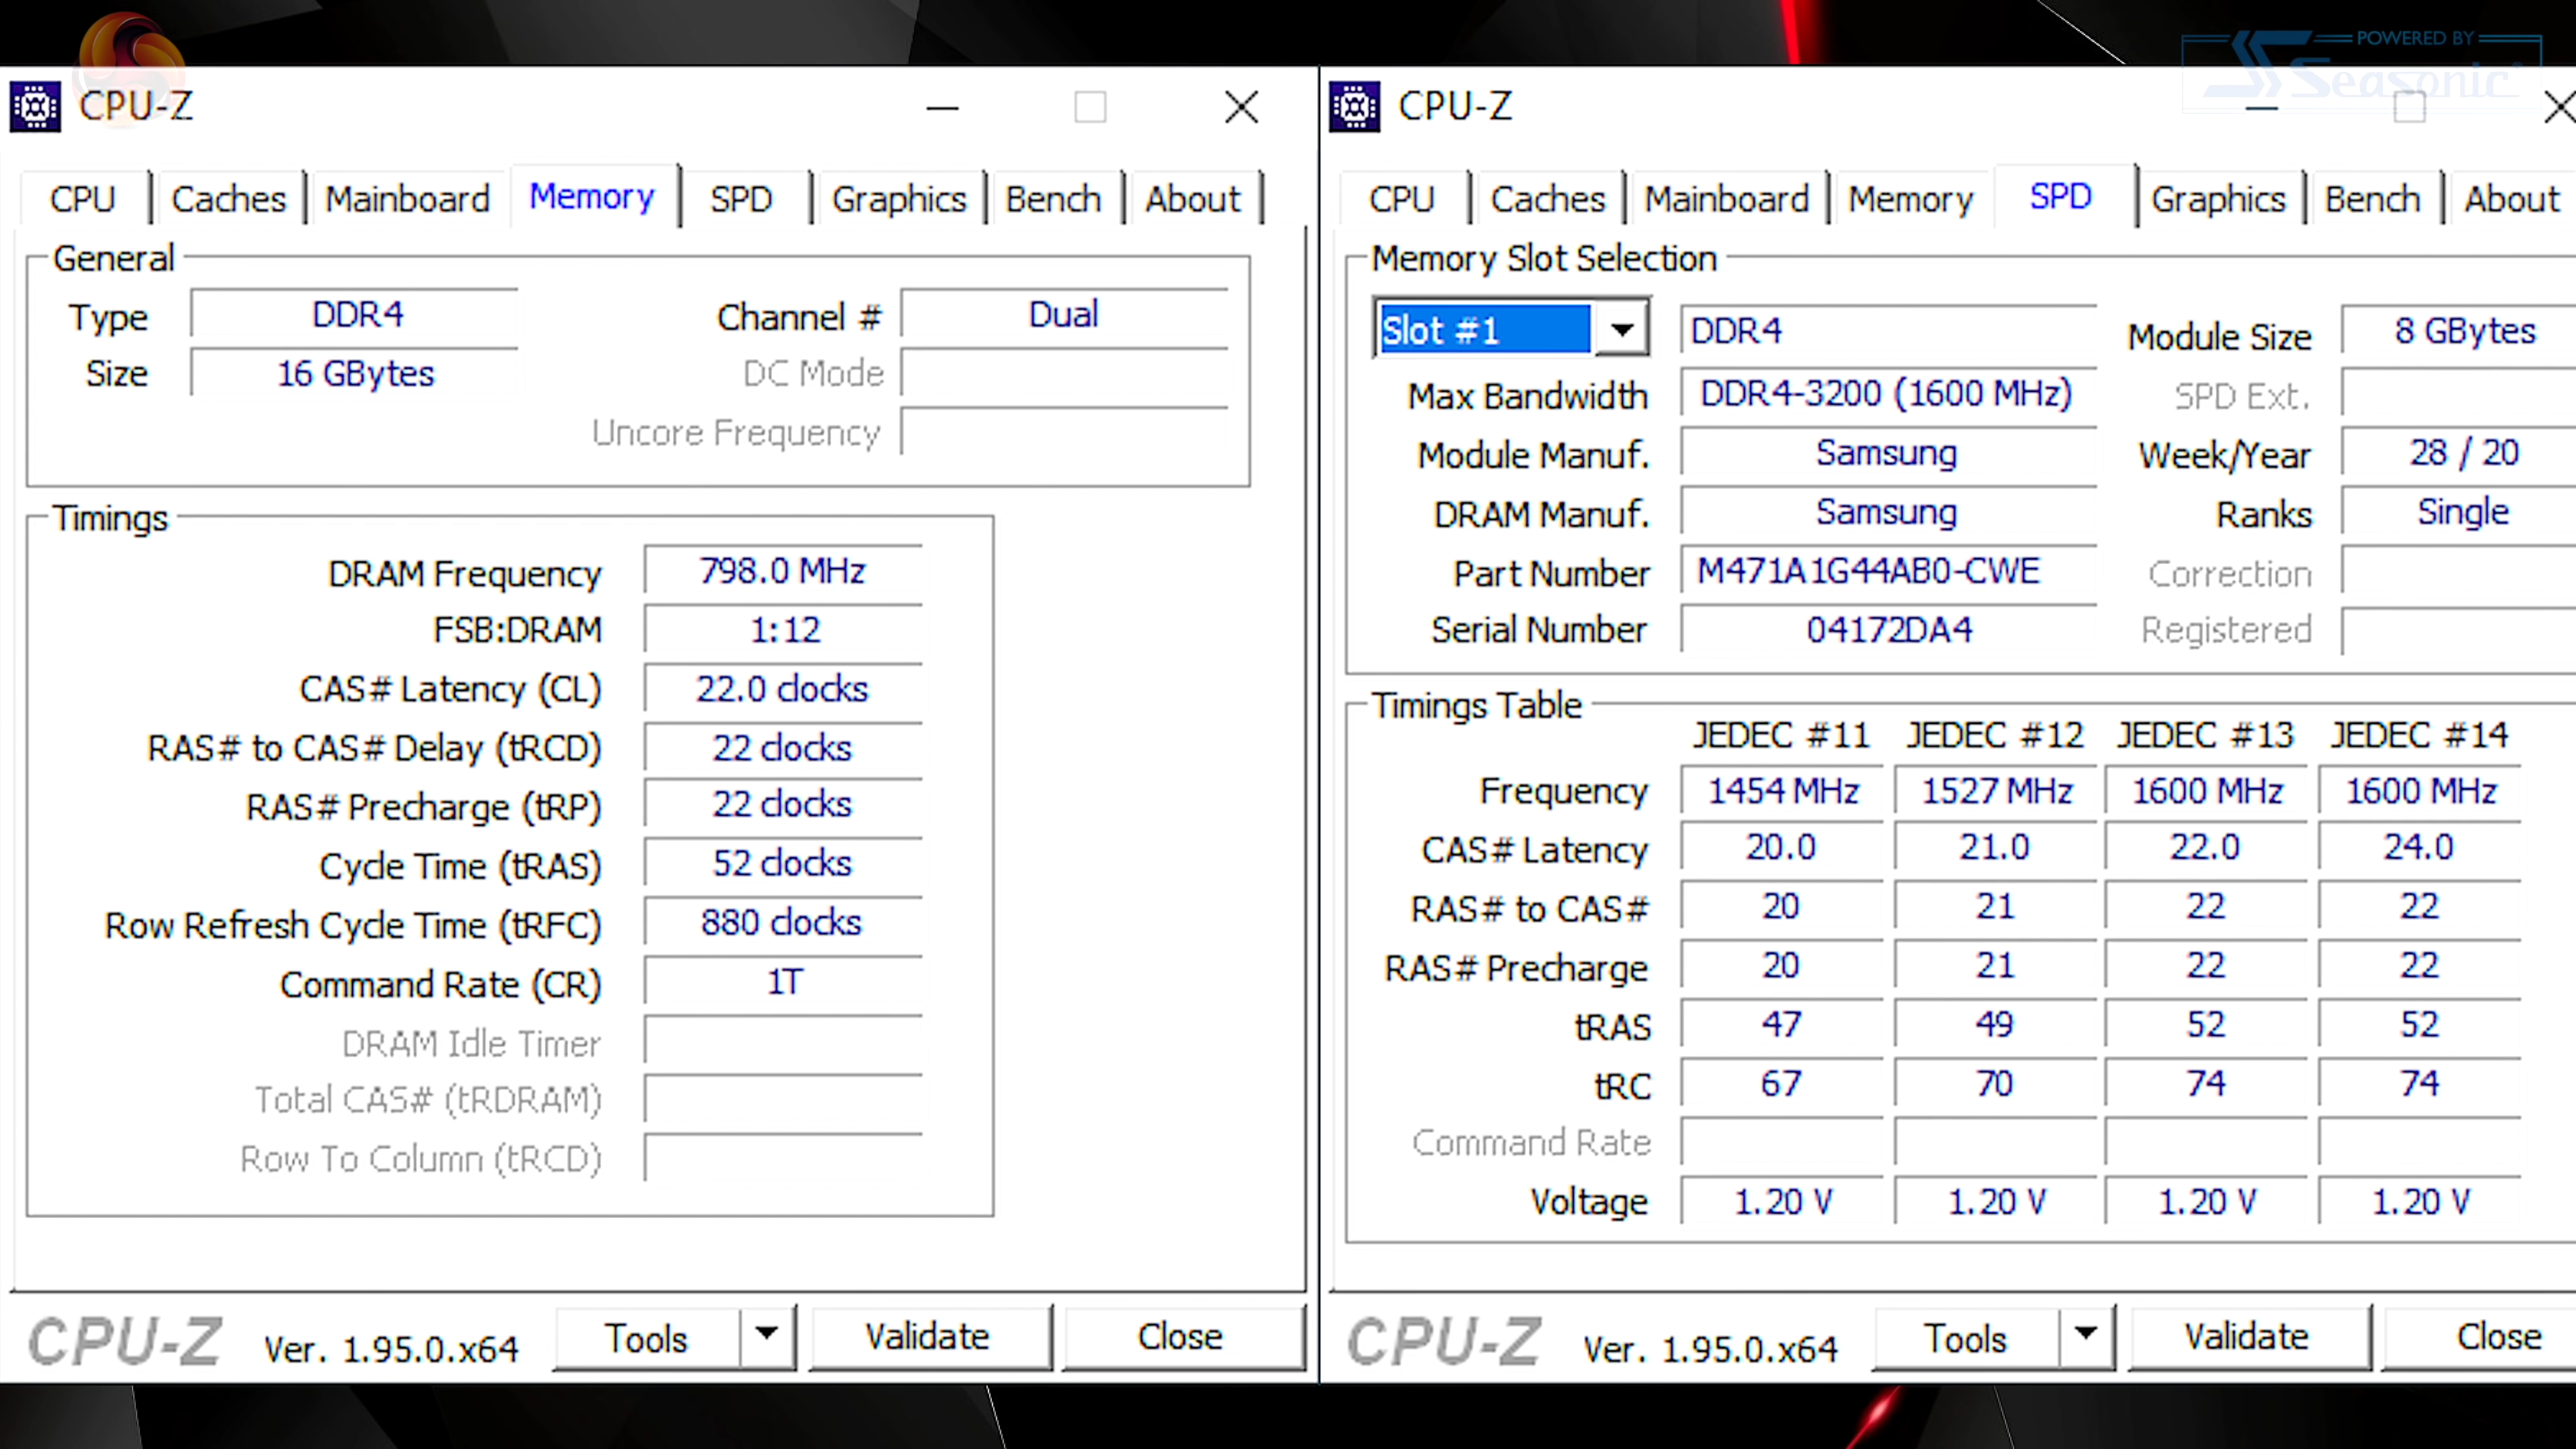 POWERED BY
Seasonic
CPU-Z
CPU Caches Mainboard Memory SPD Graphics Bench About
General
Type DDR4 Channel # Dual
Size 16 GBytes DC Mode
Uncore Frequency
Timings
DRAM Frequency 798.0 MHz
FSB:DRAM 1:12
CAS# Latency (CL) 22.0 clocks
RAS# to CAS# Delay (tRCD) 22 clocks
RAS# Precharge (tRP) 22 clocks
Cycle Time (tRAS) 52 clocks
Row Refresh Cycle Time (tRFC) 880 clocks
Command Rate (CR) 1T
DRAM Idle Timer
Total CAS# (tRDRAM)
Row To Column (tRCD)
CPU-Z Ver. 1.95.0.x64 Tools Validate Close
CPU-Z
CPU Caches Mainboard Memory SPD Graphics Bench About
Memory Slot Selection
Slot #1 DDR4 Module Size 8 GBytes
Max Bandwidth DDR4-3200 (1600 MHz) SPD Ext.
Module Manuf. Samsung Week/Year 28 / 20
DRAM Manuf. Samsung Ranks Single
Part Number M471A1G44AB0-CWE Correction
Serial Number 04172DA4 Registered
Timings Table
JEDEC #11 JEDEC #12 JEDEC #13 JEDEC #14
Frequency 1454 MHz 1527 MHz 1600 MHz 1600 MHz
CAS# Latency 20.0 21.0 22.0 24.0
RAS# to CAS# 20 21 22 22
RAS# Precharge 20 21 22 22
tRAS 47 49 52 52
tRC 67 70 74 74
Command Rate
Voltage 1.20 V 1.20 V 1.20 V 1.20 V
CPU-Z Ver. 1.95.0.x64 Tools Validate Close